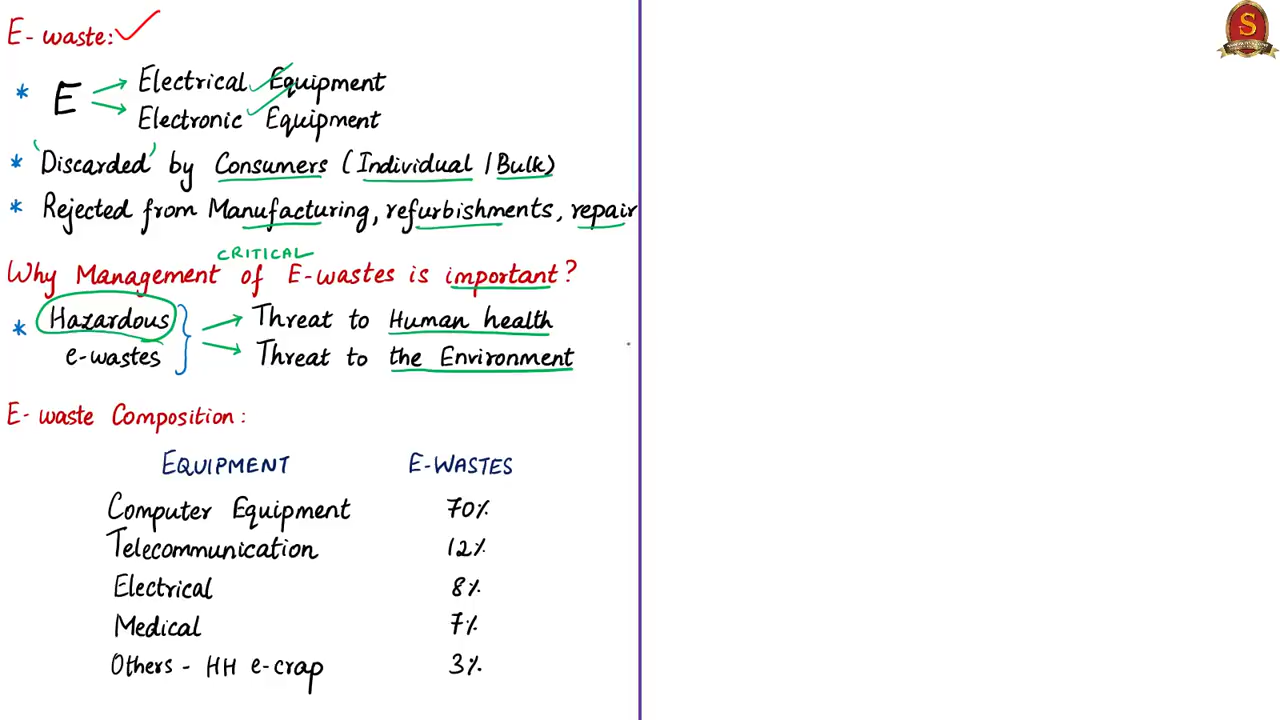 E- waste:
* E → Electrical Equipment
→ Electronic Equipment
* 'Discarded' by Consumers (Individual / Bulk)
* Rejected from Manufacturing, refurbishments, repair
CRITICAL
Why Management of E-wastes is important?
* Hazardous → Threat to Human health
e-wastes → Threat to the Environment
E- waste Composition:
EQUIPMENT E-WASTES
Computer Equipment 70%
Telecommunication 12%
Electrical 8%
Medical 7%
Others - HH e-crap 3%
S